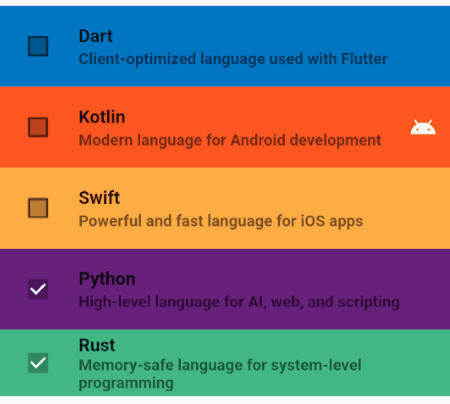 Dart
Client-optimized language used with Flutter
Kotlin
Modern language for Android development
Swift
Powerful and fast language for iOS apps
Python
High-level language for AI, web, and scripting
Rust
Memory-safe language for system-level
programming